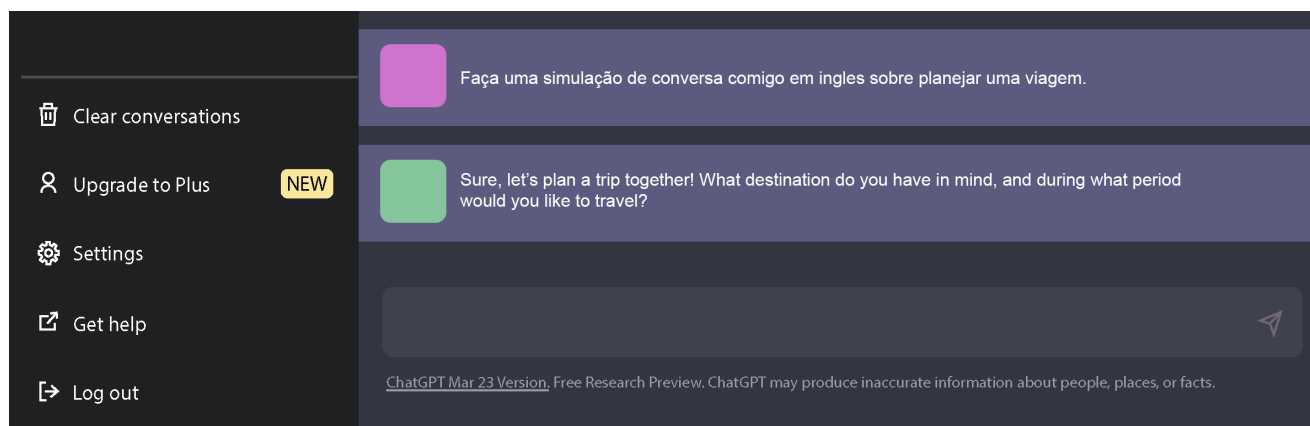 Clear conversations
Upgrade to Plus
NEW
Settings
Get help
Log out
Faça uma simulação de conversa comigo em ingles sobre planejar uma viagem.
Sure, let's plan a trip together! What destination do you have in mind, and during what period
would you like to travel?
ChatGPT Mar 23 Version. Free Research Preview. ChatGPT may produce inaccurate information about people, places, or facts.